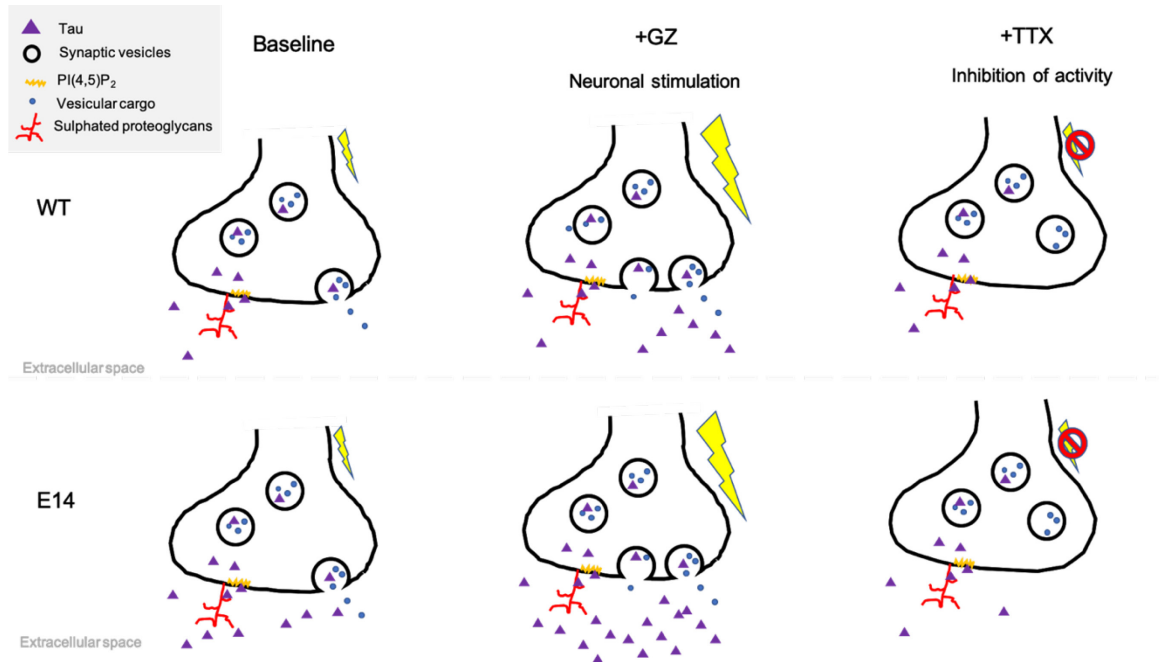 Tau
Synaptic vesicles
PI(4,5)P₂
Vesicular cargo
Sulphated proteoglycans
Baseline
+GZ
Neuronal stimulation
+TTX
Inhibition of activity
WT
Extracellular space
E14
Extracellular space